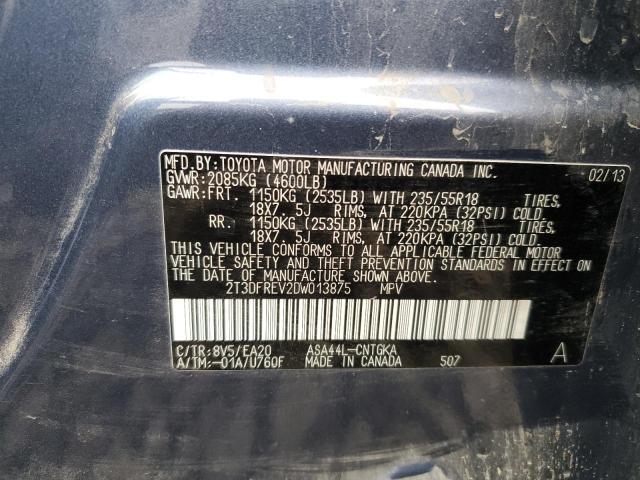 MFD.BY:TOYOTA MOTOR MANUFACTURING CANADA INC.
GVWR:2085KG (4600LB) 02/13
GAWR:FRT. 1150KG (2535LB) WITH 235/55R18 TIRES,
18X7. 5J RIMS, AT 220KPA (32PSI) COLD.
RR. 1150KG (2535LB) WITH 235/55R18 TIRES,
18X7. 5J RIMS, AT 220KPA (32PSI) COLD.
THIS VEHICLE CONFORMS TO ALL APPLICABLE FEDERAL MOTOR
VEHICLE SAFETY AND THEFT PREVENTION STANDARDS IN EFFECT ON
THE DATE OF MANUFACTURE SHOWN ABOVE.
2T3DFREV2DW013875 MPV
C/TR:8V5/EA20 ASA44L-CNTGKA
A/TM:-01A/U760F MADE IN CANADA 507 A